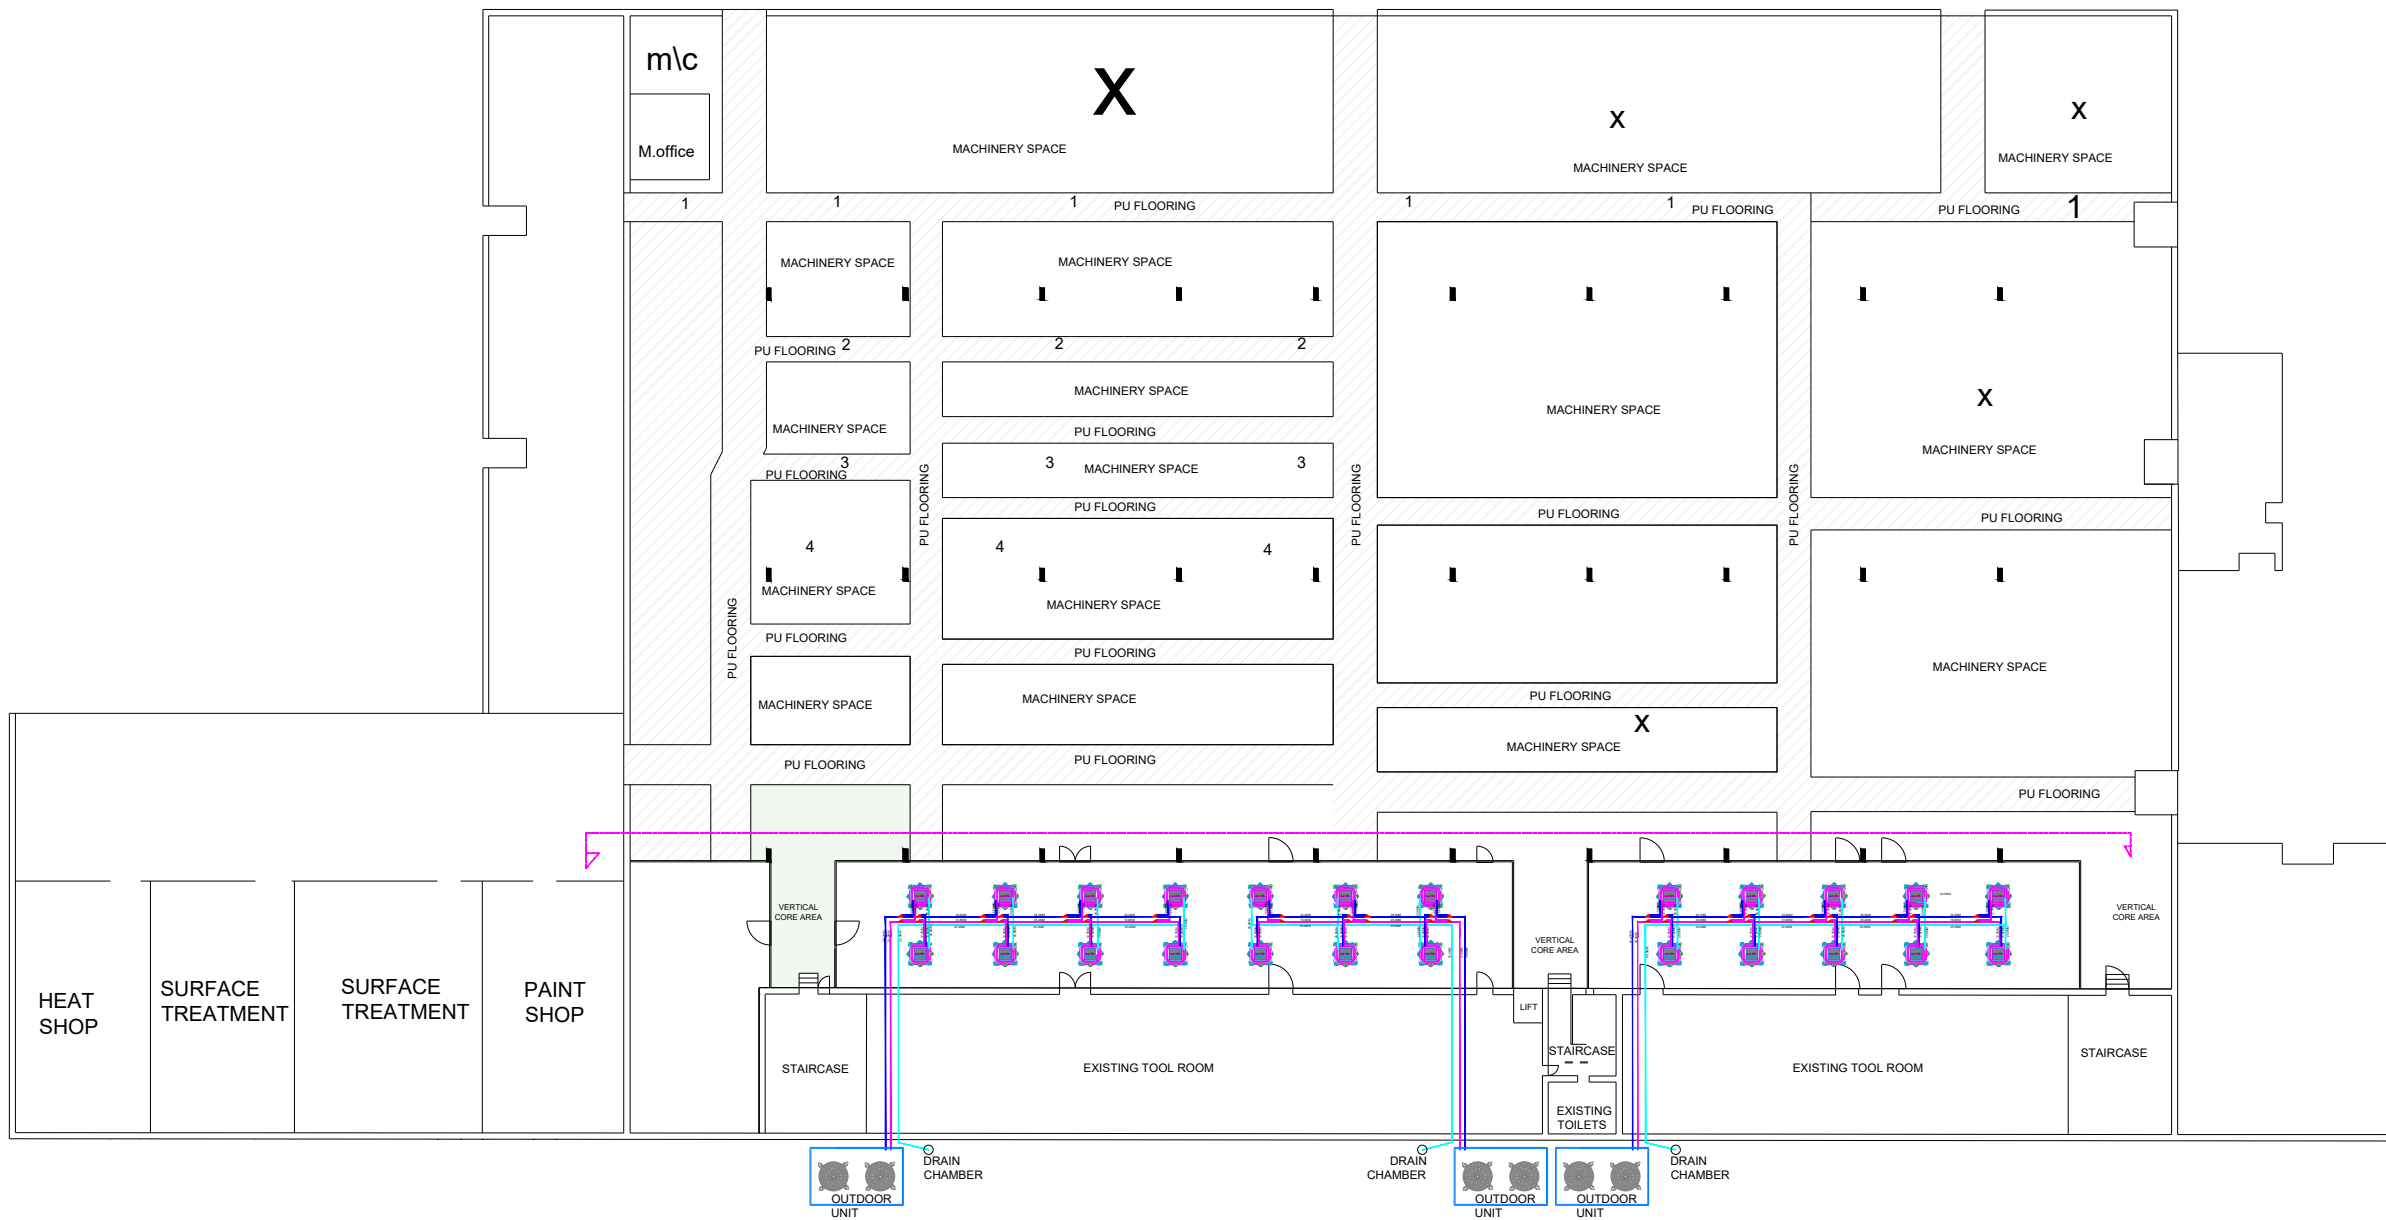 m\c
X
X
X
M.office
MACHINERY SPACE
MACHINERY SPACE
MACHINERY SPACE
1
1
1
PU FLOORING
1
1
PU FLOORING
PU FLOORING
1
MACHINERY SPACE
MACHINERY SPACE
PU FLOORING
2
2
2
MACHINERY SPACE
MACHINERY SPACE
X
MACHINERY SPACE
PU FLOORING
MACHINERY SPACE
3
3
MACHINERY SPACE
3
PU FLOORING
PU FLOORING
PU FLOORING
PU FLOORING
PU FLOORING
PU FLOORING
PU FLOORING
PU FLOORING
4
4
4
MACHINERY SPACE
MACHINERY SPACE
PU FLOORING
PU FLOORING
PU FLOORING
MACHINERY SPACE
MACHINERY SPACE
MACHINERY SPACE
PU FLOORING
X
MACHINERY SPACE
PU FLOORING
PU FLOORING
PU FLOORING
MACHINERY SPACE
VERTICAL
CORE AREA
VERTICAL
CORE AREA
VERTICAL
CORE AREA
HEAT
SHOP
SURFACE
TREATMENT
SURFACE
TREATMENT
PAINT
SHOP
LIFT
STAIRCASE
EXISTING TOOL ROOM
STAIRCASE
EXISTING TOOL ROOM
STAIRCASE
EXISTING
TOILETS
DRAIN
CHAMBER
DRAIN
CHAMBER
DRAIN
CHAMBER
OUTDOOR
UNIT
OUTDOOR
UNIT
OUTDOOR
UNIT